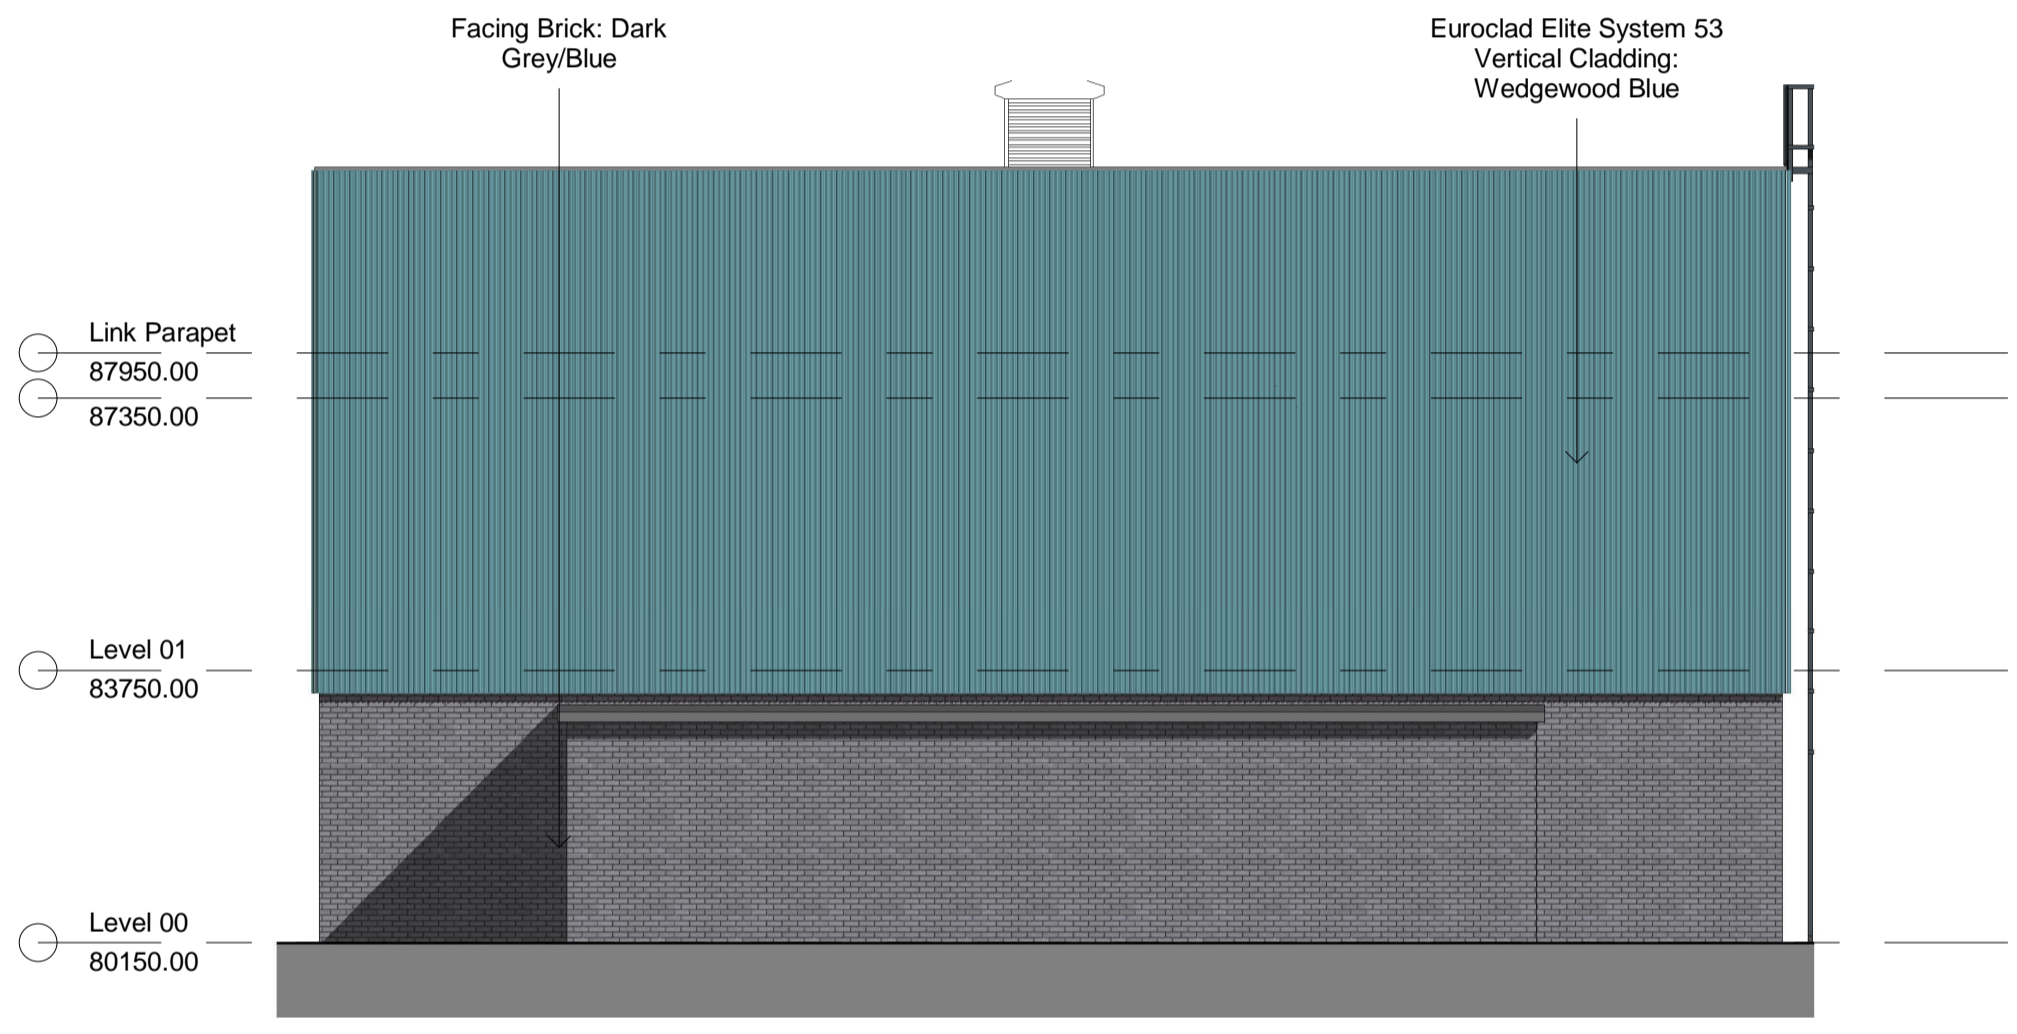 Facing Brick: Dark
Grey/Blue
Euroclad Elite System 53
Vertical Cladding:
Wedgewood Blue
Link Parapet
87950.00
87350.00
Level 01
83750.00
Level 00
80150.00